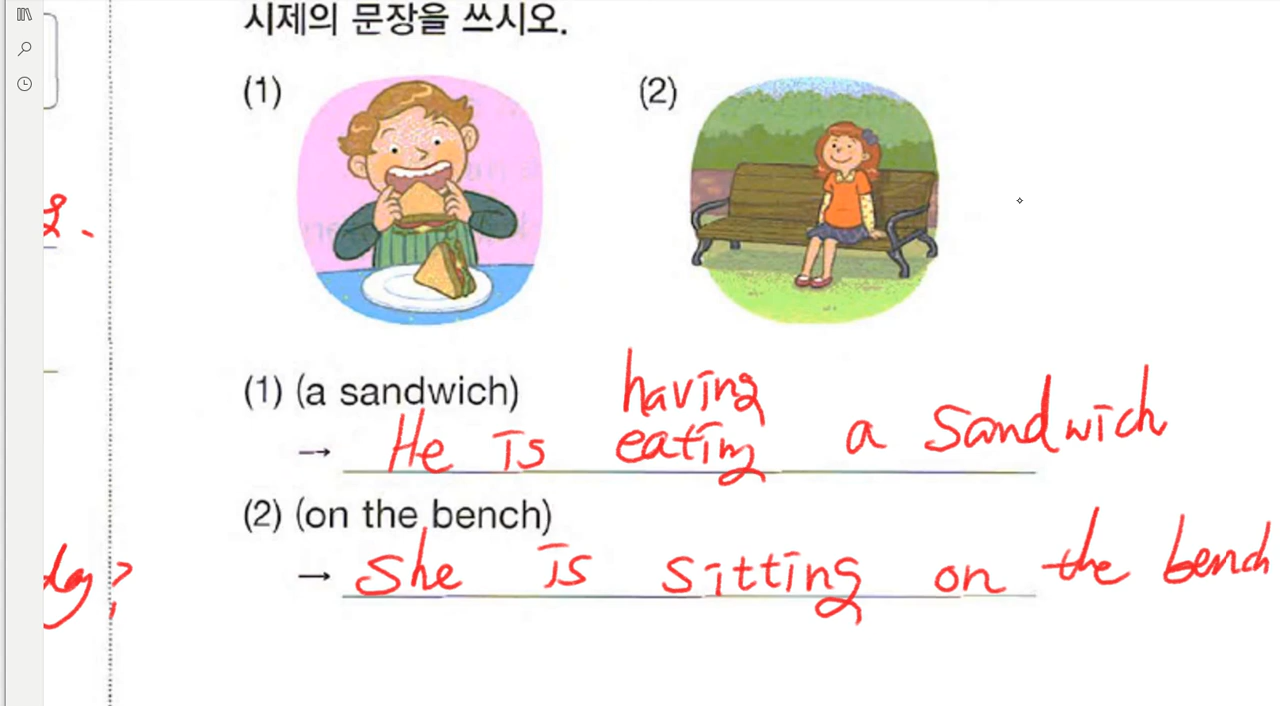 시제의 문장을 쓰시오.
(1) (2)
(1) (a sandwich)
having
→ He is eating a sandwich
(2) (on the bench)
→ She is sitting on the bench